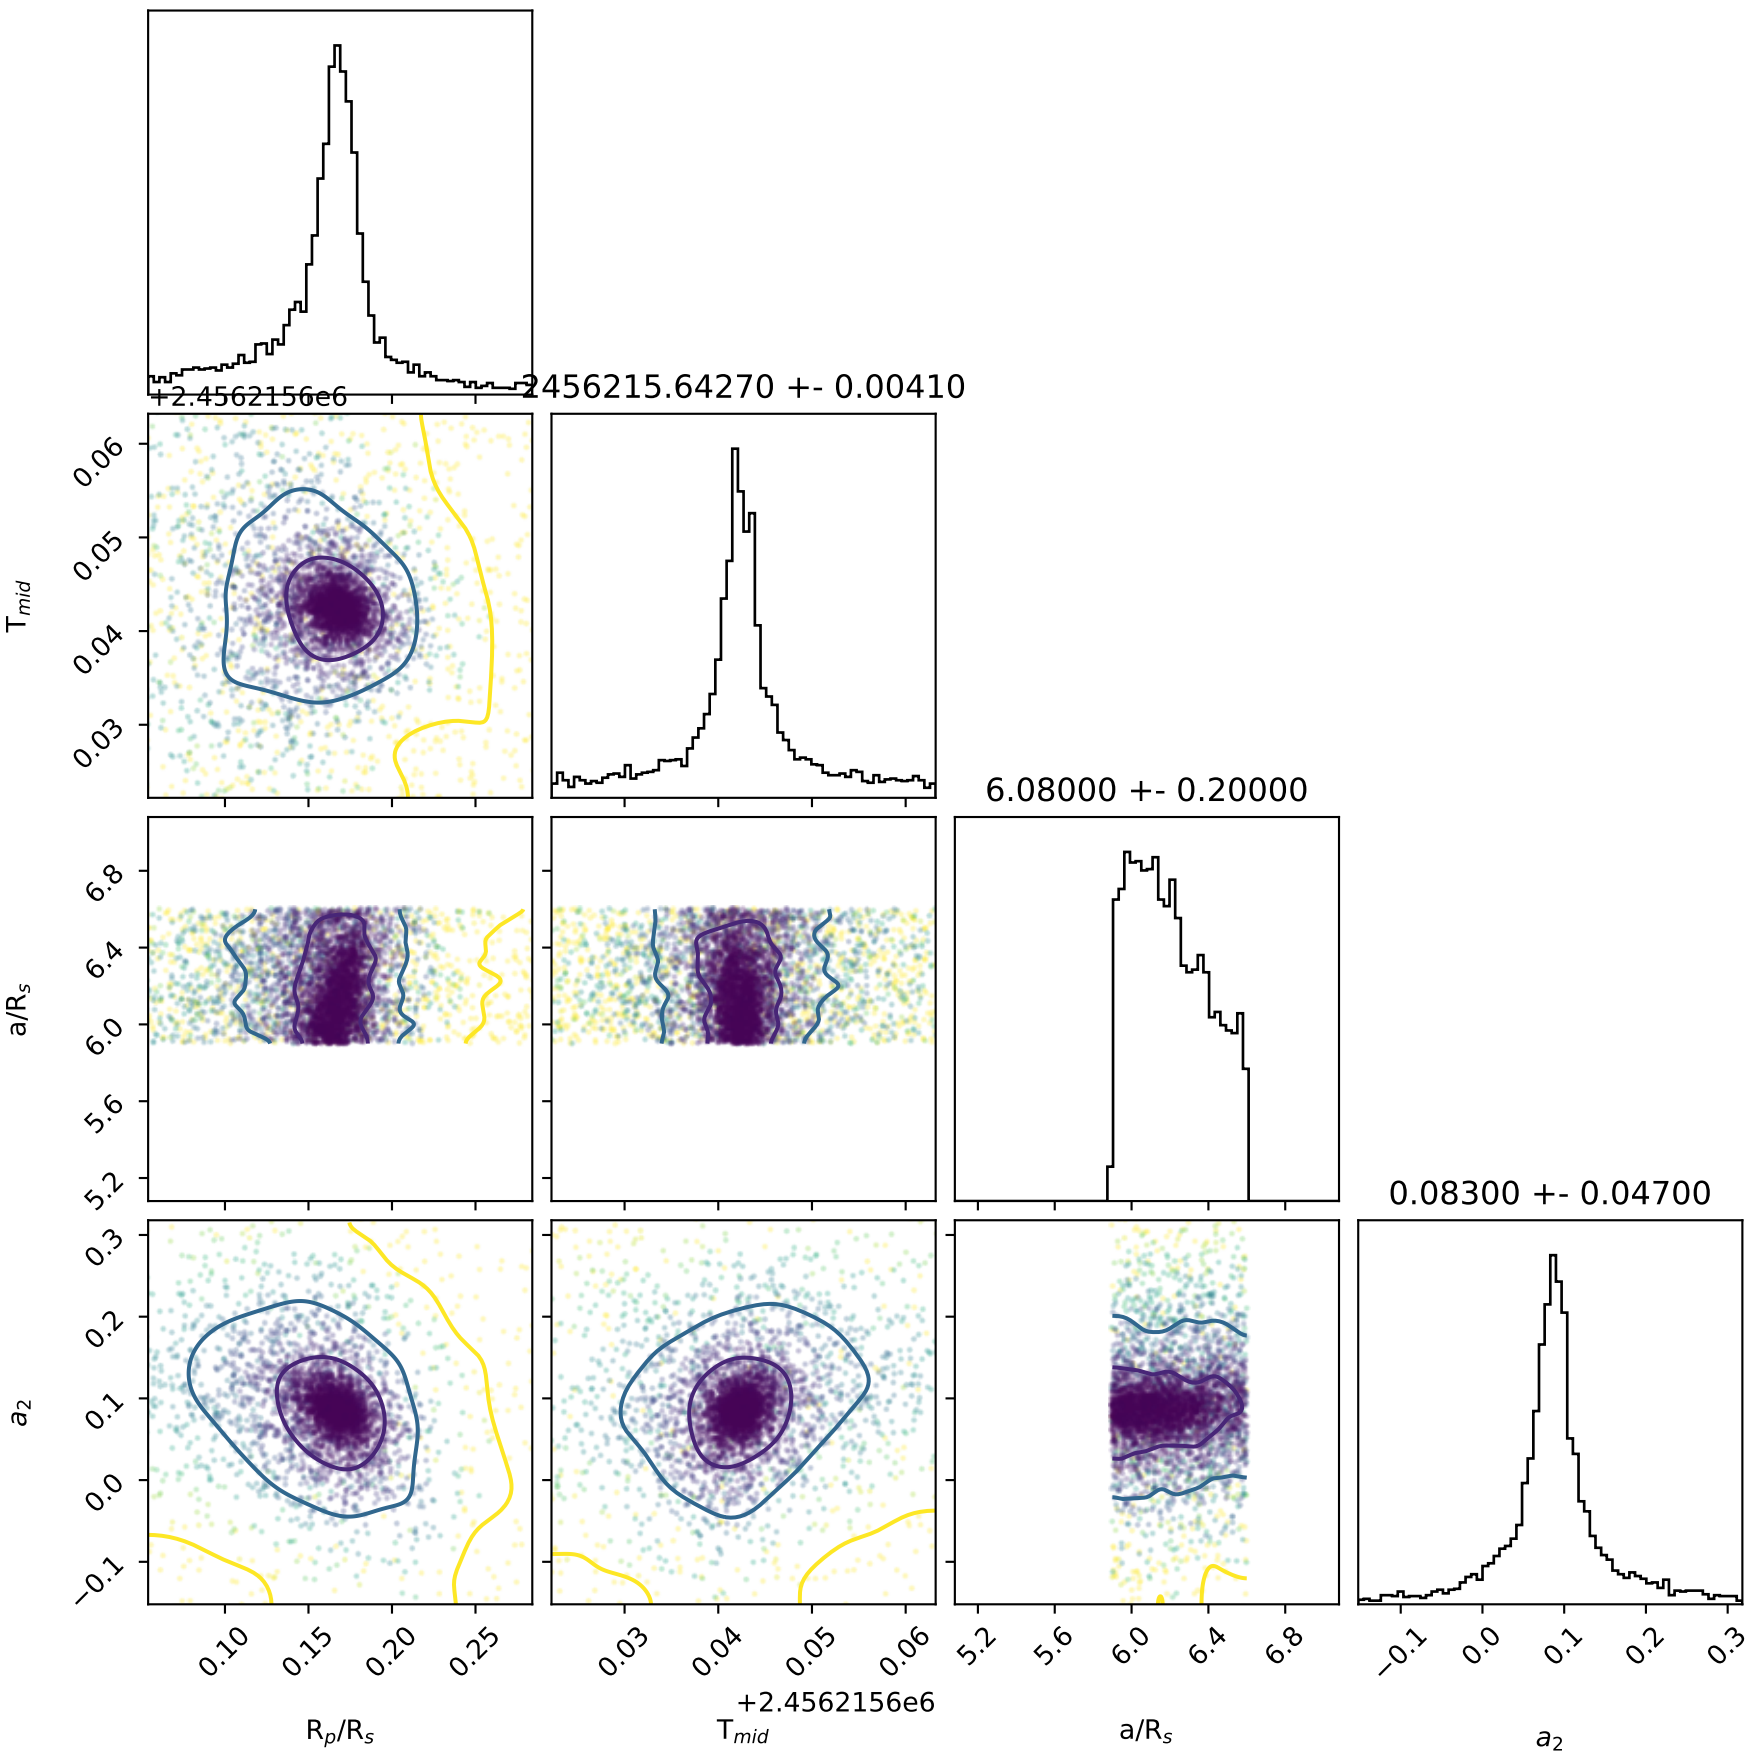 +2.4562156e6
2456215.64270 +- 0.00410
0.06
0.05
0.04
0.03
T_mid
6.08000 +- 0.20000
6.8
6.4
6.0
5.6
5.2
a/R_s
0.08300 +- 0.04700
0.3
0.2
0.1
0.0
−0.1
a_2
0.10 0.15 0.20 0.25 0.03 0.04 0.05 0.06 5.2 5.6 6.0 6.4 6.8 −0.1 0.0 0.1 0.2 0.3
+2.4562156e6
R_p/R_s T_mid a/R_s a_2